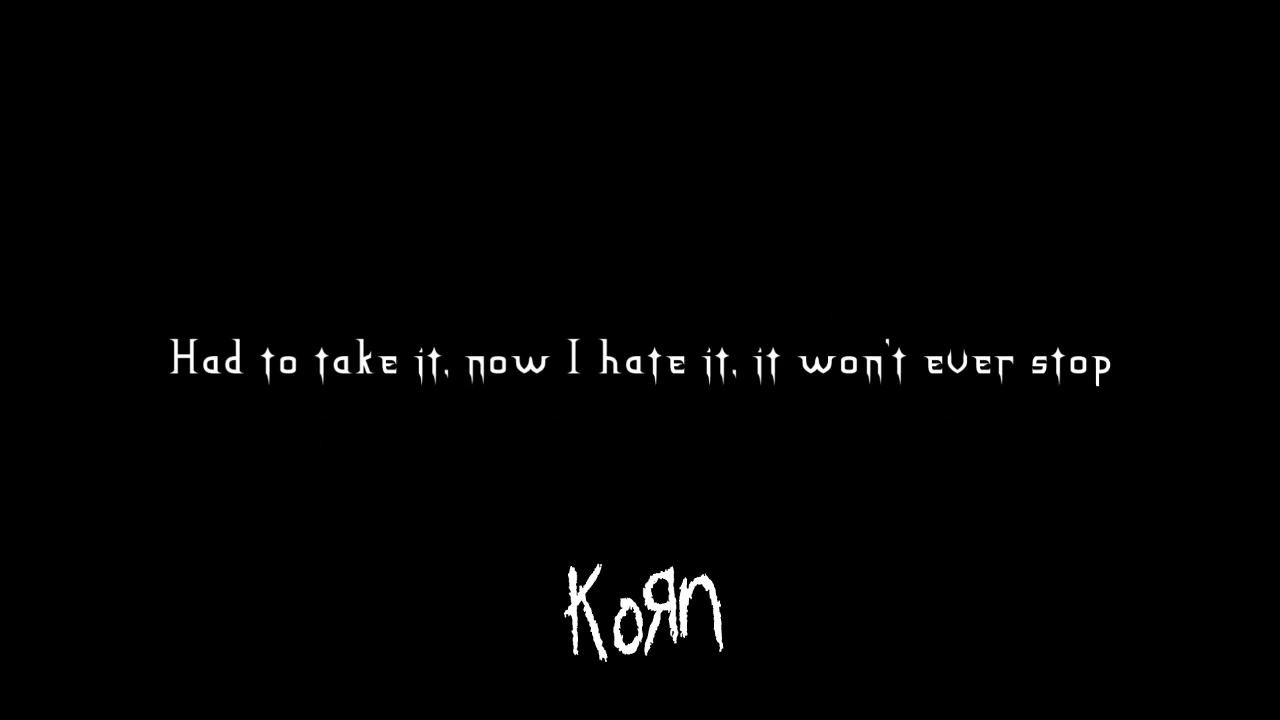 Had to take it, now I hate it, it won't ever stop
KoЯn